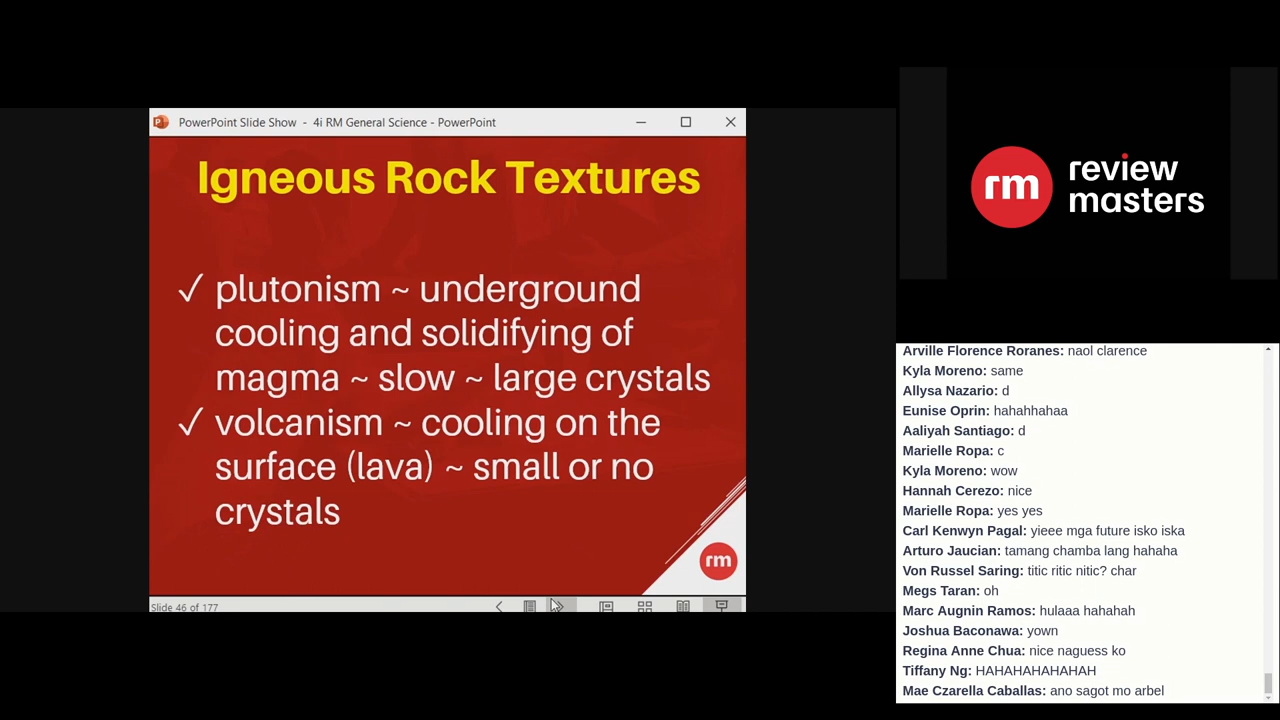 PowerPoint Slide Show - 4i RM General Science - PowerPoint
Igneous Rock Textures
✓ plutonism ~ underground
cooling and solidifying of
magma ~ slow ~ large crystals
✓ volcanism ~ cooling on the
surface (lava) ~ small or no
crystals
rm
Slide 46 of 177
rm review
masters
Arville Florence Roranes: naol clarence
Kyla Moreno: same
Allysa Nazario: d
Eunise Oprin: hahahhahaa
Aaliyah Santiago: d
Marielle Ropa: c
Kyla Moreno: wow
Hannah Cerezo: nice
Marielle Ropa: yes yes
Carl Kenwyn Pagal: yieee mga future isko iska
Arturo Jaucian: tamang chamba lang hahaha
Von Russel Saring: titic ritic nitic? char
Megs Taran: oh
Marc Augnin Ramos: hulaaa hahahah
Joshua Baconawa: yown
Regina Anne Chua: nice naguess ko
Tiffany Ng: HAHAHAHAHAHAH
Mae Czarella Caballas: ano sagot mo arbel